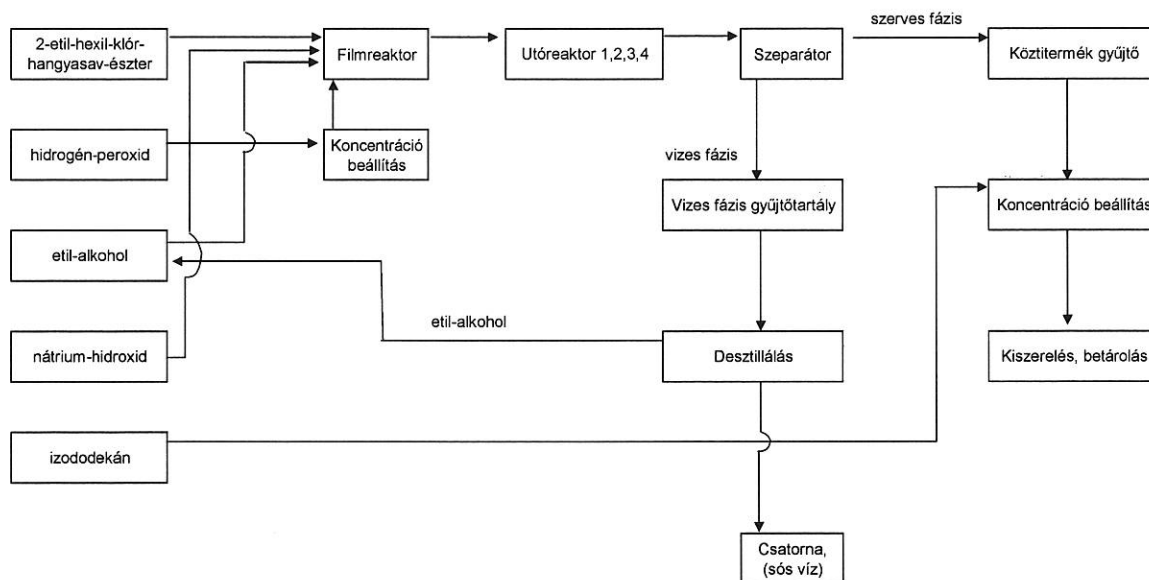 szerves fázis
2-etil-hexil-klór-
hangyasav-észter
Filmreaktor
Utóreaktor 1,2,3,4
Szeparátor
Köztitermék gyűjtő
hidrogén-peroxid
Koncentráció
beállítás
vizes fázis
Vizes fázis gyűjtőtartály
Koncentráció beállítás
etil-alkohol
etil-alkohol
nátrium-hidroxid
Desztillálás
Kiszerelés, betárolás
izododekán
Csatorna,
(sós víz)